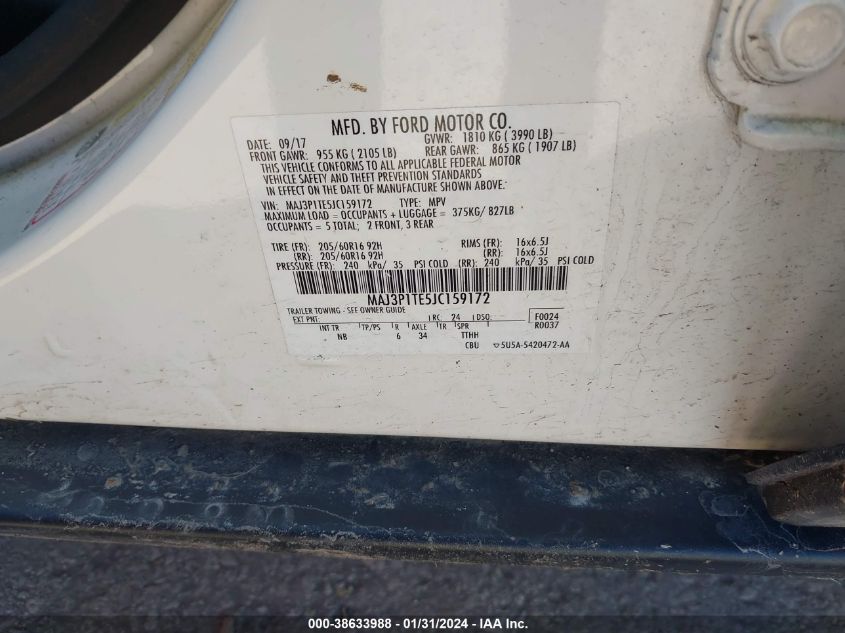 MFD. BY FORD MOTOR CO.
DATE: 09/17 GVWR: 1810 KG ( 3990 LB)
FRONT GAWR: 955 KG ( 2105 LB) REAR GAWR: 865 KG ( 1907 LB)
THIS VEHICLE CONFORMS TO ALL APPLICABLE FEDERAL MOTOR
VEHICLE SAFETY AND THEFT PREVENTION STANDARDS
IN EFFECT ON THE DATE OF MANUFACTURE SHOWN ABOVE.
VIN: MAJ3P1TE5JC159172 TYPE: MPV
MAXIMUM LOAD = OCCUPANTS + LUGGAGE = 375KG/ 827LB
OCCUPANTS = 5 TOTAL; 2 FRONT, 3 REAR
TIRE (FR): 205/60R16 92H RIMS (FR): 16x6.5J
(RR): 205/60R16 92H (RR): 16x6.5J
PRESSURE (FR): 240 kPa/ 35 PSI COLD (RR): 240 kPa/ 35 PSI COLD
MAJ3P1TE5JC159172
TRAILER TOWING - SEE OWNER GUIDE
EXT PNT: RC: 24 DSO: F0024
INT TR TP/PS R AXLE TR SPR R0037
NB 6 34 TTHH
CBU 5U5A-5420472-AA
000-38633988 - 01/31/2024 - IAA Inc.